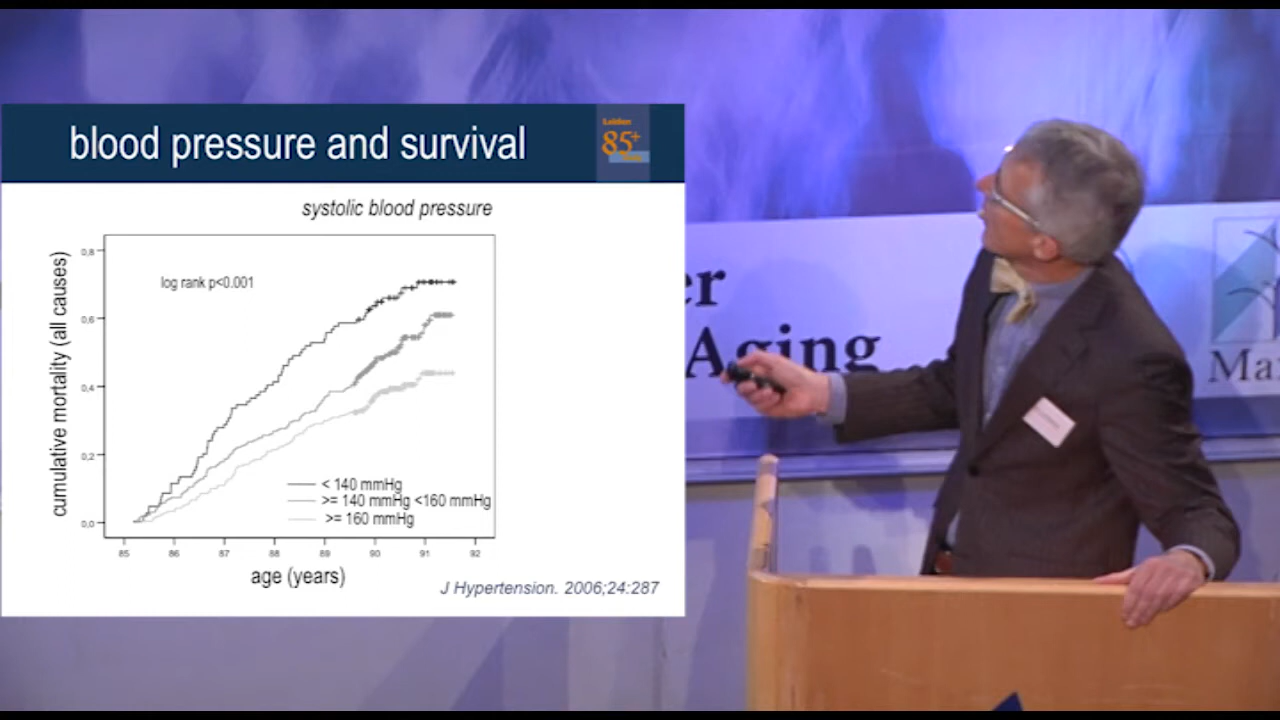 blood pressure and survival
Leiden
85+
systolic blood pressure
cumulative mortality (all causes)
0,8
0,6
0,4
0,2
0,0
log rank p<0.001
< 140 mmHg
>= 140 mmHg <160 mmHg
>= 160 mmHg
85 86 87 88 89 90 91 92
age (years)
J Hypertension. 2006;24:287
er
Aging
Ma